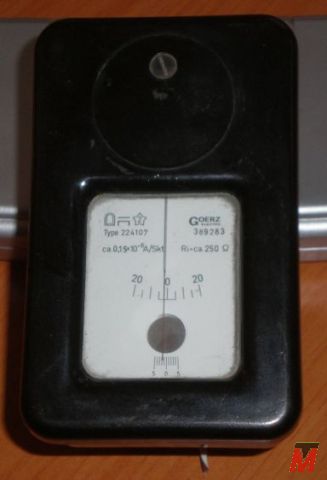 GOERZ
Type 224107
389283
ca.0,15×10⁻⁶A/Skt
Ri-ca 250 Ω
20 0 20
5 0 5
TM